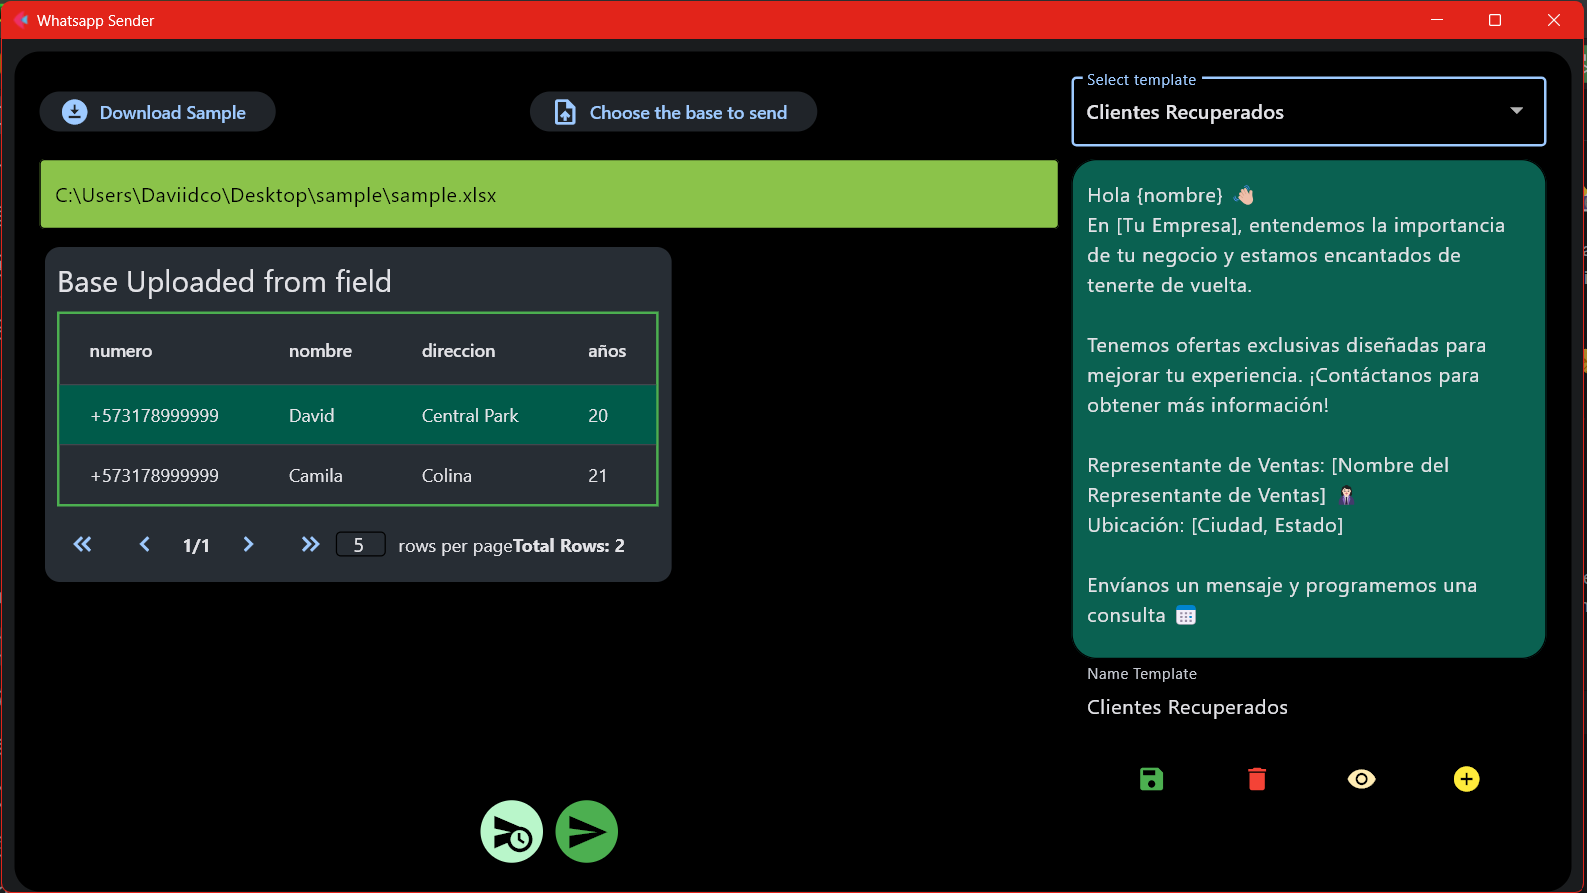 Whatsapp Sender
Download Sample
Choose the base to send
Select template
Clientes Recuperados
C:\Users\Daviidco\Desktop\sample\sample.xlsx
Base Uploaded from field
numero nombre direccion años
+573178999999 David Central Park 20
+573178999999 Camila Colina 21
1/1 5 rows per pageTotal Rows: 2
Hola {nombre} 👋🏻
En [Tu Empresa], entendemos la importancia
de tu negocio y estamos encantados de
tenerte de vuelta.
Tenemos ofertas exclusivas diseñadas para
mejorar tu experiencia. ¡Contáctanos para
obtener más información!
Representante de Ventas: [Nombre del
Representante de Ventas]
Ubicación: [Ciudad, Estado]
Envíanos un mensaje y programemos una
consulta
Name Template
Clientes Recuperados